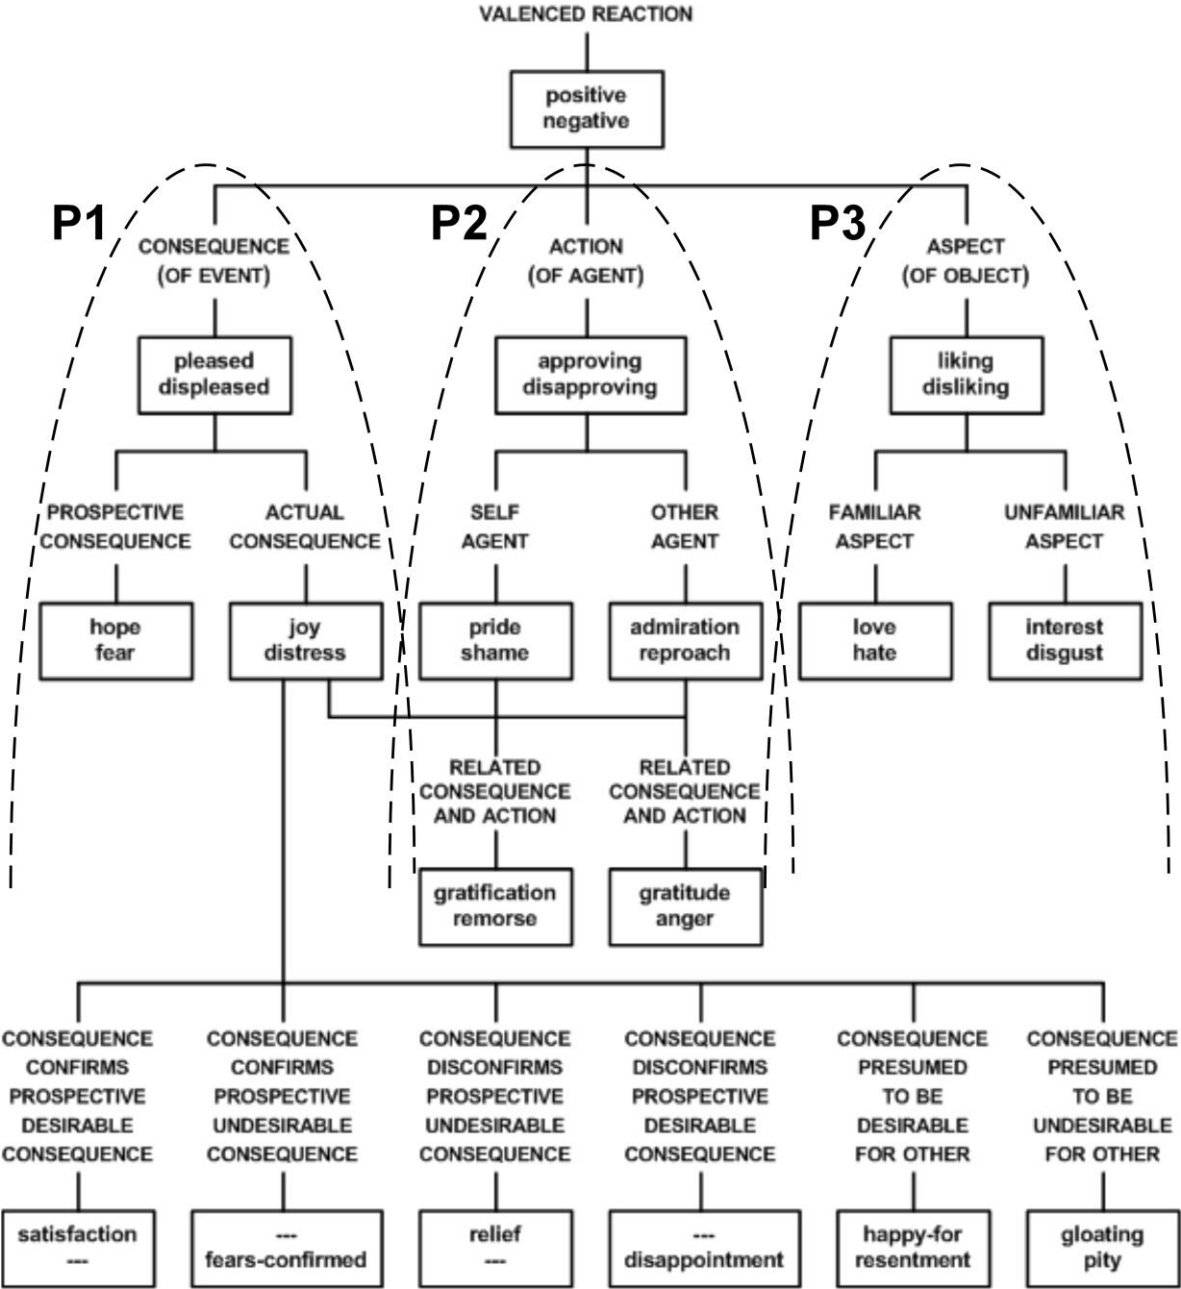 VALENCED REACTION
positive
negative
P1
P2
P3
CONSEQUENCE
(OF EVENT)
ACTION
(OF AGENT)
ASPECT
(OF OBJECT)
pleased
displeased
approving
disapproving
liking
disliking
PROSPECTIVE
CONSEQUENCE
ACTUAL
CONSEQUENCE
SELF
AGENT
OTHER
AGENT
FAMILIAR
ASPECT
UNFAMILIAR
ASPECT
hope
fear
joy
distress
pride
shame
admiration
reproach
love
hate
interest
disgust
RELATED
CONSEQUENCE
AND ACTION
RELATED
CONSEQUENCE
AND ACTION
gratification
remorse
gratitude
anger
CONSEQUENCE
CONFIRMS
PROSPECTIVE
DESIRABLE
CONSEQUENCE
CONSEQUENCE
CONFIRMS
PROSPECTIVE
UNDESIRABLE
CONSEQUENCE
CONSEQUENCE
DISCONFIRMS
PROSPECTIVE
UNDESIRABLE
CONSEQUENCE
CONSEQUENCE
DISCONFIRMS
PROSPECTIVE
DESIRABLE
CONSEQUENCE
CONSEQUENCE
PRESUMED
TO BE
DESIRABLE
FOR OTHER
CONSEQUENCE
PRESUMED
TO BE
UNDESIRABLE
FOR OTHER
satisfaction
---
---
fears-confirmed
relief
---
---
disappointment
happy-for
resentment
gloating
pity